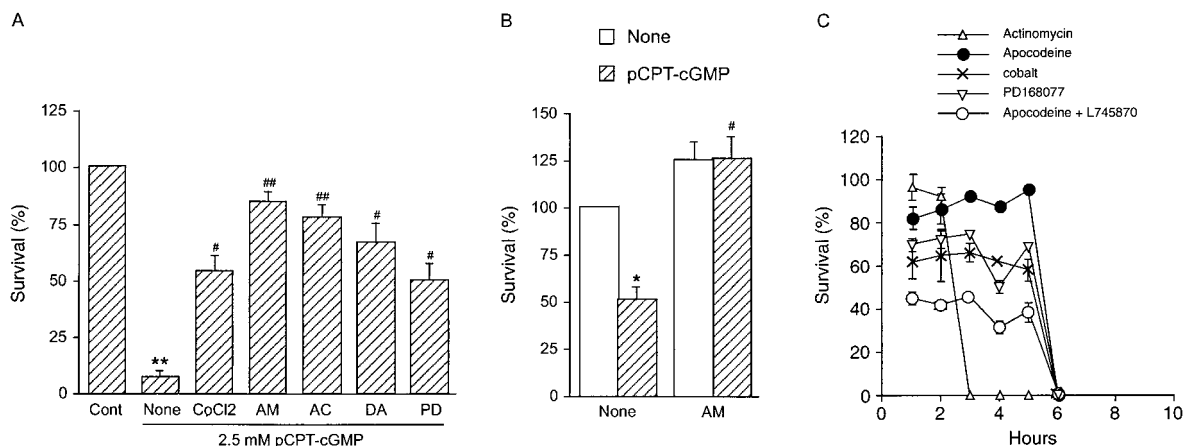 A
Survival (%)
125
100
75
50
25
0
**
#
##
##
#
#
Cont None CoCl2 AM AC DA PD
2.5 mM pCPT-cGMP
B
None
pCPT-cGMP
Survival (%)
150
125
100
75
50
25
0
*
#
None AM
C
Actinomycin
Apocodeine
cobalt
PD168077
Apocodeine + L745870
Survival (%)
120
100
80
60
40
20
0
0 2 4 6 8 10
Hours